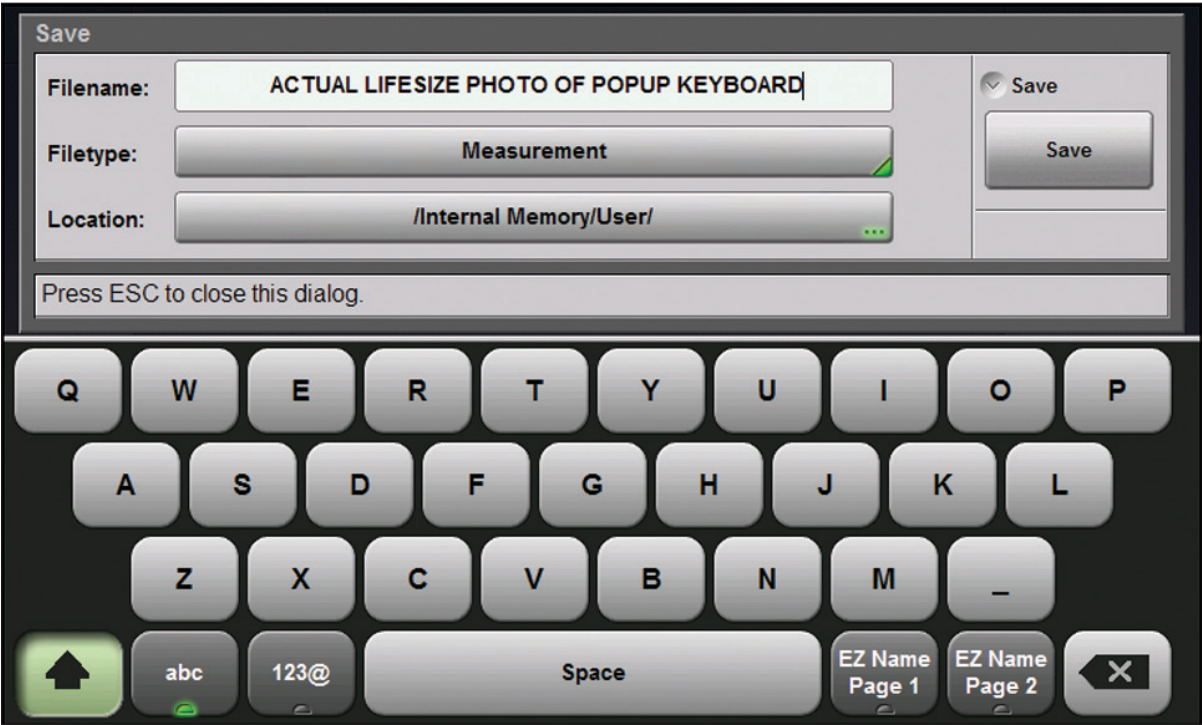 Save
Filename: ACTUAL LIFESIZE PHOTO OF POPUP KEYBOARD
Save
Filetype: Measurement
Save
Location: /Internal Memory/User/
...
Press ESC to close this dialog.
Q W E R T Y U I O P
A S D F G H J K L
Z X C V B N M _
abc 123@ Space EZ Name Page 1 EZ Name Page 2